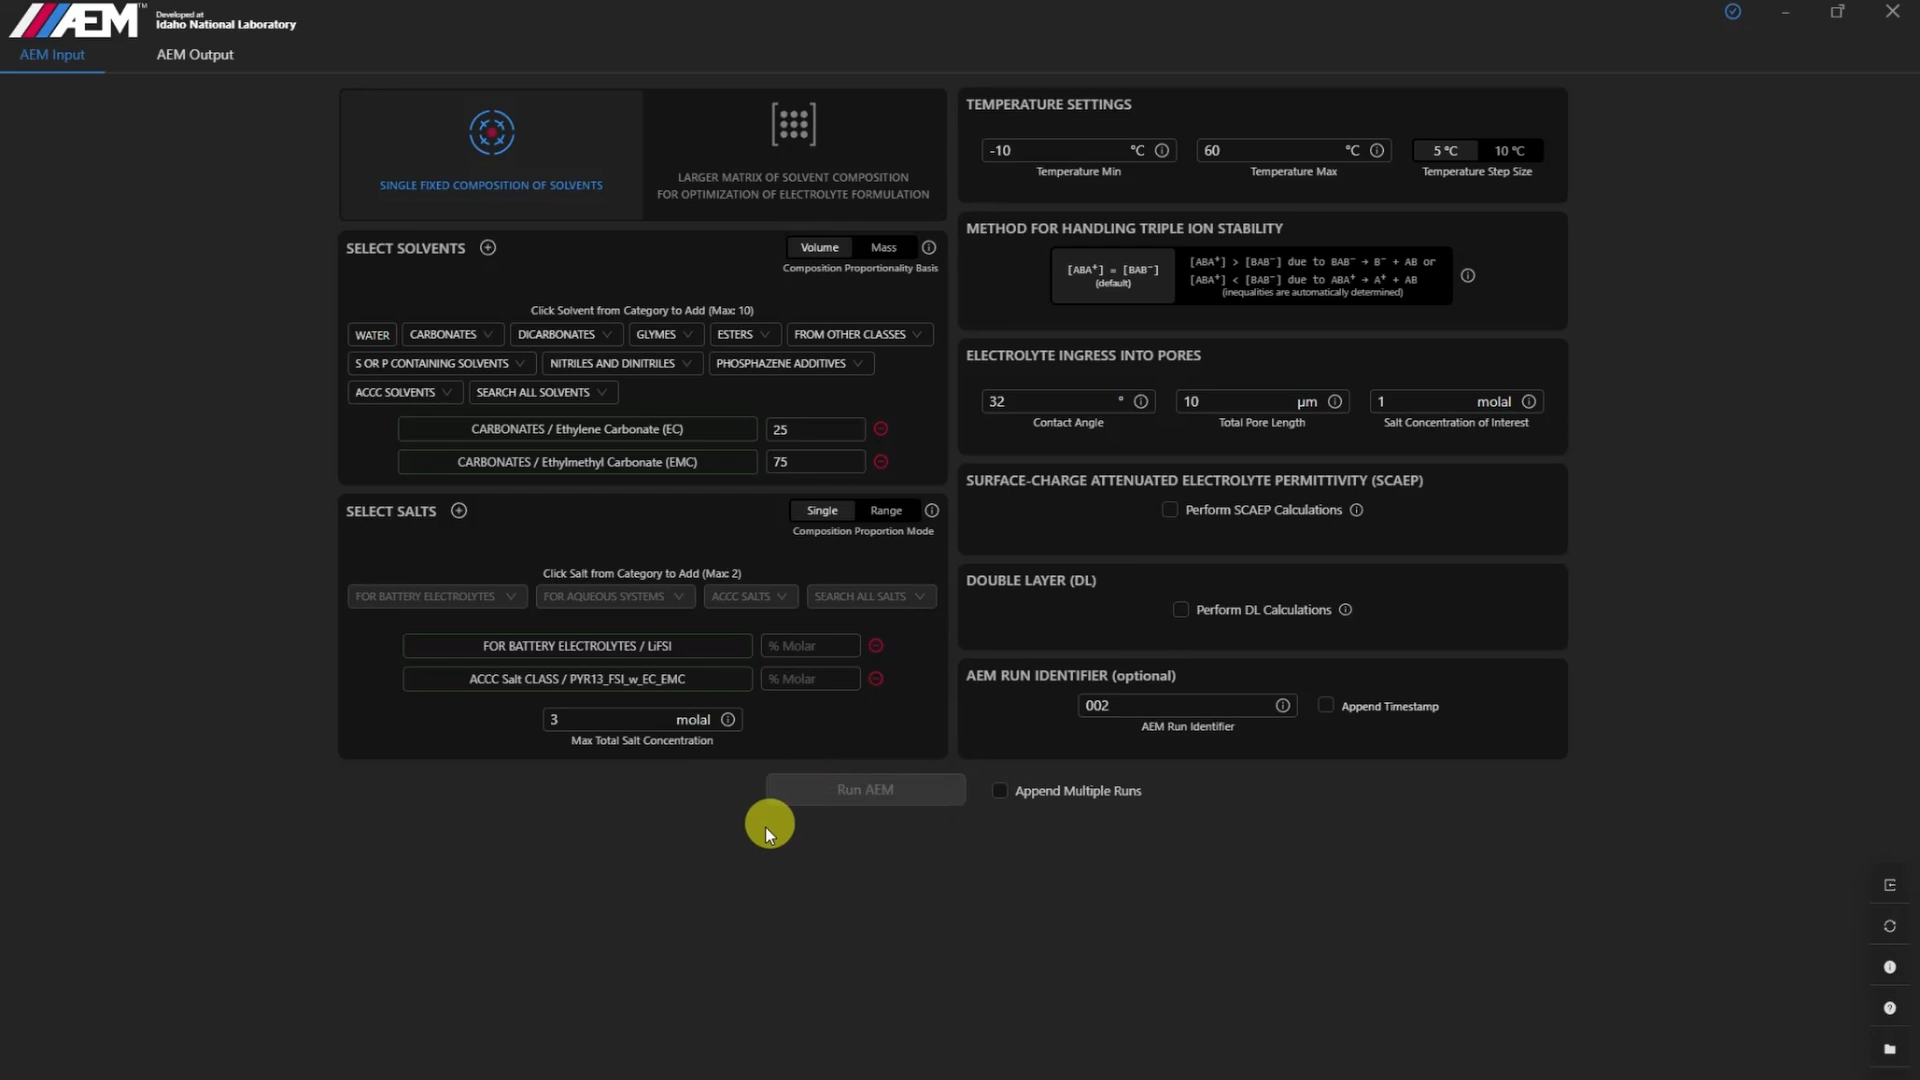 AEM™
Developed at
Idaho National Laboratory
AEM Input
AEM Output
SINGLE FIXED COMPOSITION OF SOLVENTS
LARGER MATRIX OF SOLVENT COMPOSITION
FOR OPTIMIZATION OF ELECTROLYTE FORMULATION
SELECT SOLVENTS
Volume
Mass
Composition Proportionality Basis
Click Solvent from Category to Add (Max: 10)
WATER
CARBONATES
DICARBONATES
GLYMES
ESTERS
FROM OTHER CLASSES
S OR P CONTAINING SOLVENTS
NITRILES AND DINITRILES
PHOSPHAZENE ADDITIVES
ACCC SOLVENTS
SEARCH ALL SOLVENTS
CARBONATES / Ethylene Carbonate (EC)
25
CARBONATES / Ethylmethyl Carbonate (EMC)
75
SELECT SALTS
Single
Range
Composition Proportion Mode
Click Salt from Category to Add (Max: 2)
FOR BATTERY ELECTROLYTES
FOR AQUEOUS SYSTEMS
ACCC SALTS
SEARCH ALL SALTS
FOR BATTERY ELECTROLYTES / LiFSI
% Molar
ACCC Salt CLASS / PYR13_FSI_w_EC_EMC
% Molar
3 molal
Max Total Salt Concentration
TEMPERATURE SETTINGS
-10 °C
Temperature Min
60 °C
Temperature Max
5 °C
10 °C
Temperature Step Size
METHOD FOR HANDLING TRIPLE ION STABILITY
[ABA⁺] = [BAB⁻]
(default)
[ABA⁺] > [BAB⁻] due to BAB⁻ → B⁻ + AB or
[ABA⁺] < [BAB⁻] due to ABA⁺ → A⁺ + AB
(inequalities are automatically determined)
ELECTROLYTE INGRESS INTO PORES
32 °
Contact Angle
10 μm
Total Pore Length
1 molal
Salt Concentration of Interest
SURFACE-CHARGE ATTENUATED ELECTROLYTE PERMITTIVITY (SCAEP)
Perform SCAEP Calculations
DOUBLE LAYER (DL)
Perform DL Calculations
AEM RUN IDENTIFIER (optional)
002
AEM Run Identifier
Append Timestamp
Run AEM
Append Multiple Runs